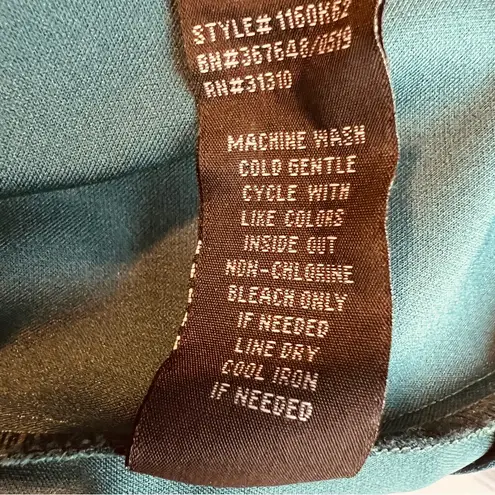 STYLE# 1160K62
BN#367648/0519
RN#31310
MACHINE WASH
COLD GENTLE
CYCLE WITH
LIKE COLORS
INSIDE OUT
NON-CHLORINE
BLEACH ONLY
IF NEEDED
LINE DRY
COOL IRON
IF NEEDED